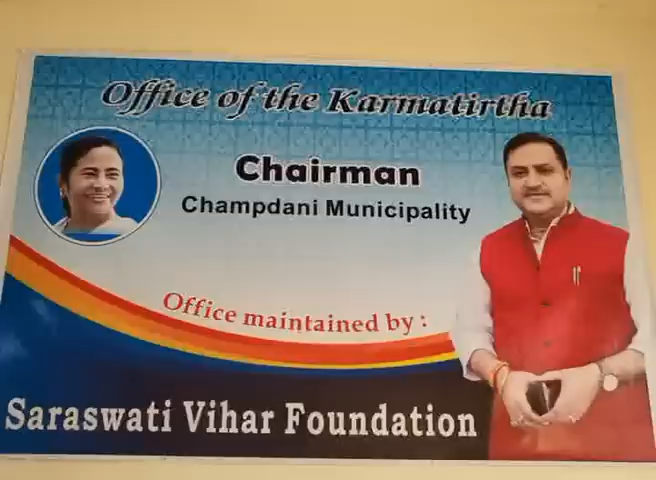 Office of the Karmatirtha
Chairman
Champdani Municipality
Office maintained by :
Saraswati Vihar Foundation